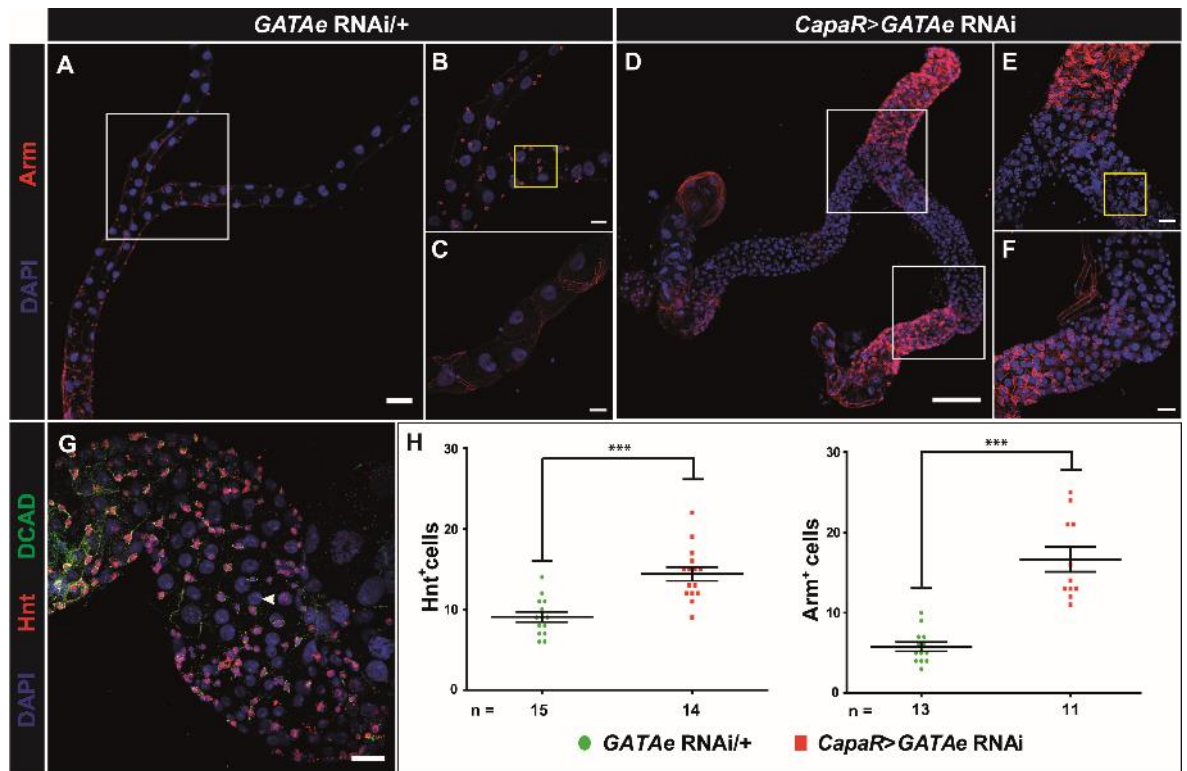 GATAe RNAi/+
CapaR>GATAe RNAi
DAPI Arm
A
B
C
D
E
F
DAPI Hnt DCAD
G
H
Hnt+ cells
30
20
10
0
***
n = 15 14
Arm+ cells
30
20
10
0
***
n = 13 11
GATAe RNAi/+ CapaR>GATAe RNAi